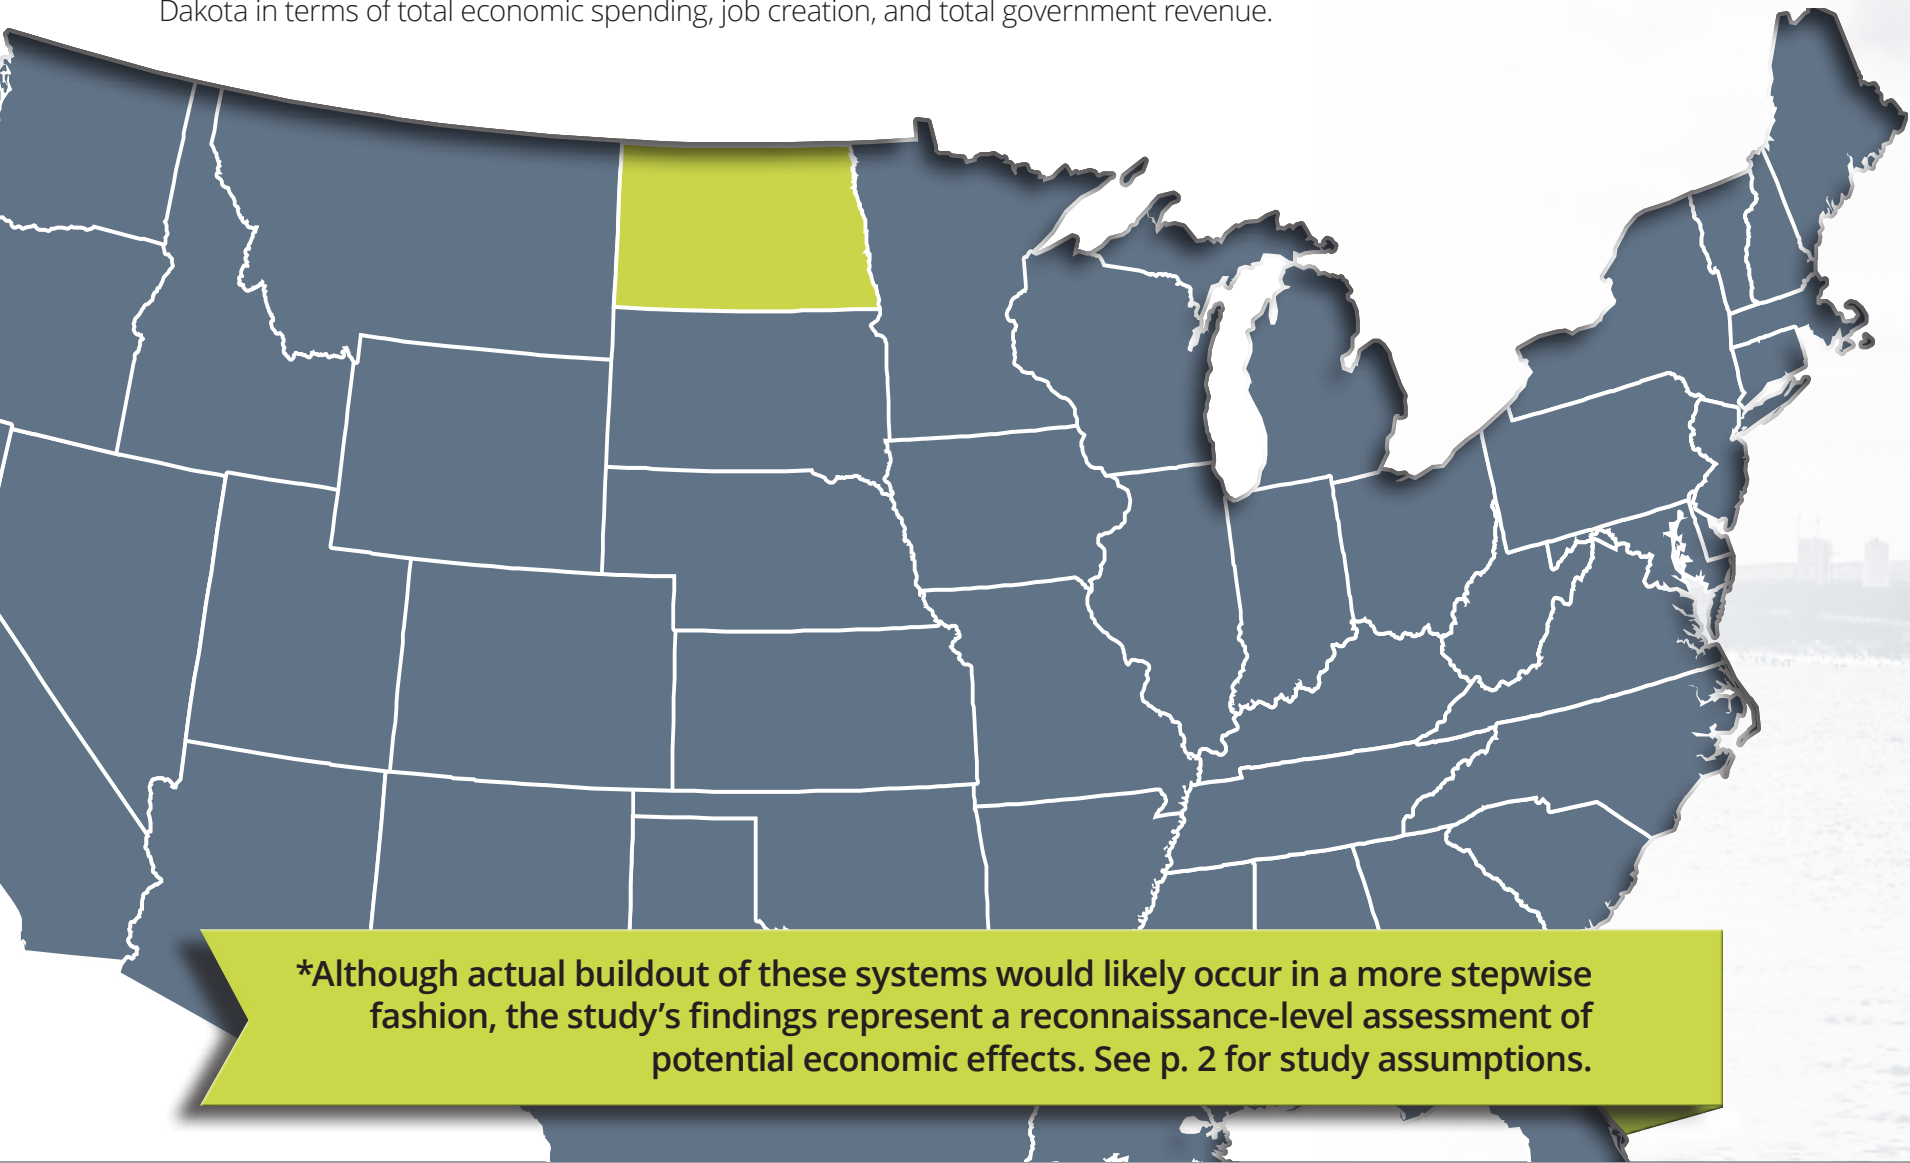 Dakota in terms of total economic spending, job creation, and total government revenue.
*Although actual buildout of these systems would likely occur in a more stepwise
fashion, the study’s findings represent a reconnaissance-level assessment of
potential economic effects. See p. 2 for study assumptions.